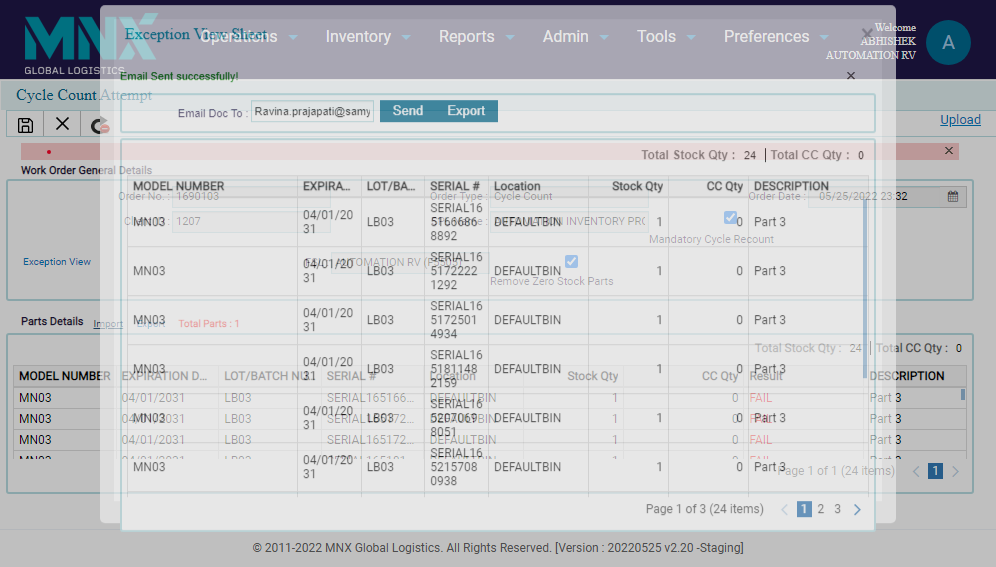 MNX
GLOBAL LOGISTICS
Exception View Sheet
Operations
Inventory
Reports
Admin
Tools
Preferences
Welcome
ABHISHEK
AUTOMATION RV
A
Email Sent successfully!
Cycle Count Attempt
Email Doc To :
Ravina.prajapati@samy
Send
Export
Upload
Total Stock Qty : 24 | Total CC Qty : 0
Work Order General Details
MODEL NUMBER EXPIRA... LOT/BA... SERIAL # Location Stock Qty CC Qty DESCRIPTION
Order No. : 1690103
Order Type : Cycle Count
Order Date : 05/25/2022 23:32
MN03 04/01/2031 LB03 SERIAL1651666868892 DEFAULTBIN 1 0 Part 3
1207
INVENTORY PRO
Mandatory Cycle Recount
Exception View
AUTOMATION RV
Remove Zero Stock Parts
MN03 04/01/2031 LB03 SERIAL1651722221292 DEFAULTBIN 1 0 Part 3
MN03 04/01/2031 LB03 SERIAL1651725014934 DEFAULTBIN 1 0 Part 3
Parts Details
Import
Export
Total Parts : 1
Total Stock Qty : 24 | Total CC Qty : 0
MN03 04/01/2031 LB03 SERIAL1651811482159 DEFAULTBIN 1 0 Part 3
MODEL NUMBER EXPIRATION D... LOT/BATCH NU... SERIAL # Location Stock Qty CC Qty Result DESCRIPTION
MN03 04/01/2031 LB03 SERIAL165166... DEFAULTBIN 1 0 FAIL Part 3
MN03 04/01/2031 LB03 SERIAL165172... DEFAULTBIN 1 0 FAIL Part 3
MN03 04/01/2031 LB03 SERIAL165172... DEFAULTBIN 1 0 FAIL Part 3
MN03 04/01/2031 LB03 SERIAL1652070698051 DEFAULTBIN 1 0 Part 3
MN03 04/01/2031 LB03 SERIAL1652157080938 DEFAULTBIN 1 0 Part 3
Page 1 of 1 (24 items) 1
Page 1 of 3 (24 items) 1 2 3
© 2011-2022 MNX Global Logistics. All Rights Reserved. [Version : 20220525 v2.20 -Staging]